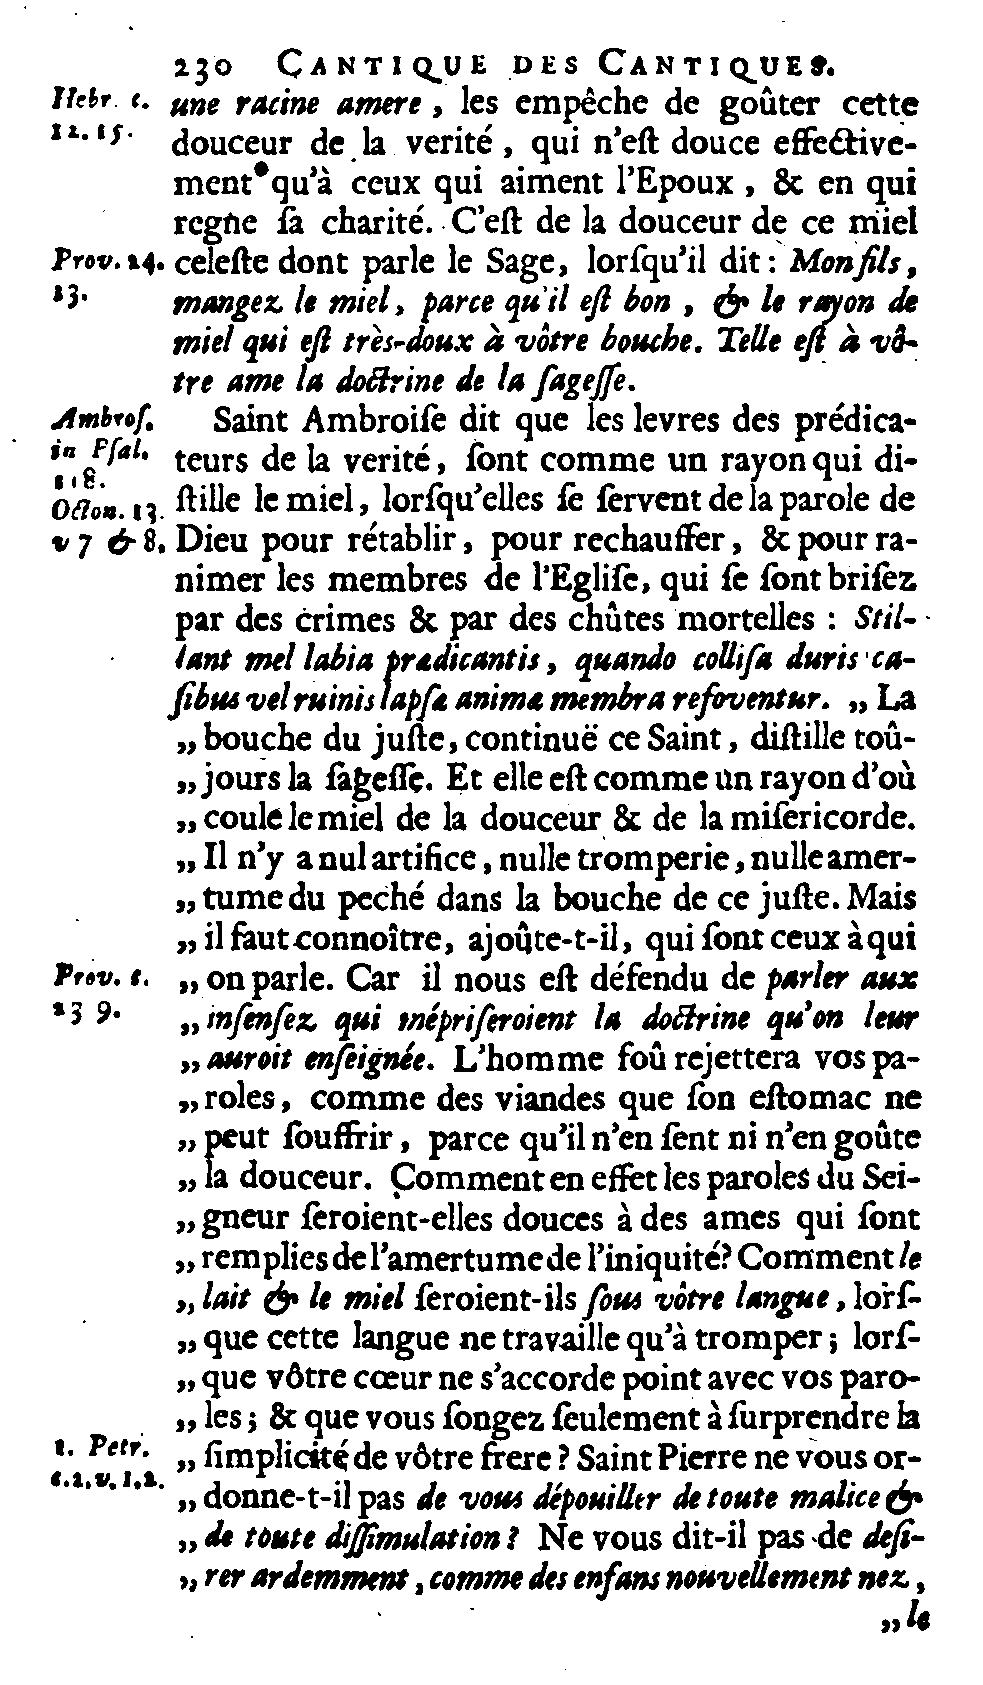 230 CANTIQUE DES CANTIQUES.
Hebr. c. une racine amere, les empêche de goûter cette
12. 15. douceur de la verité, qui n'eſt douce effective-
ment qu'à ceux qui aiment l'Epoux, & en qui
regne ſa charité. C'eſt de la douceur de ce miel
Prov. 24. celeſte dont parle le Sage, lorſqu'il dit: Mon fils,
13. mangez le miel, parce qu'il eſt bon, & le rayon de
miel qui eſt très-doux à vôtre bouche. Telle eſt à vô-
tre ame la doctrine de la ſageſſe.
Ambroſ. Saint Ambroiſe dit que les levres des prédica-
in Pſal. teurs de la verité, ſont comme un rayon qui di-
118.
Octon. 13. ſtille le miel, lorſqu'elles ſe ſervent de la parole de
v 7 & 8. Dieu pour rétablir, pour rechauffer, & pour ra-
nimer les membres de l'Egliſe, qui ſe ſont briſez
par des crimes & par des chûtes mortelles : Stil-
lant mel labia prædicantis, quando colliſa duris ca-
ſibus vel ruinis lapſæ animæ membra refoventur. „ La
„ bouche du juſte, continuë ce Saint, diſtille toû-
„ jours la ſageſſe. Et elle eſt comme un rayon d'où
„ coule le miel de la douceur & de la miſericorde.
„ Il n'y a nul artifice, nulle tromperie, nulle amer-
„ tume du peché dans la bouche de ce juſte. Mais
„ il faut connoître, ajoûte-t-il, qui ſont ceux à qui
Prov. c. „ on parle. Car il nous eſt défendu de parler aux
23 9. „ inſenſez qui mépriſeroient la doctrine qu'on leur
„ auroit enſeignée. L'homme foû rejettera vos pa-
„ roles, comme des viandes que ſon eſtomac ne
„ peut ſouffrir, parce qu'il n'en ſent ni n'en goûte
„ la douceur. Comment en effet les paroles du Sei-
„ gneur ſeroient-elles douces à des ames qui ſont
„ remplies de l'amertume de l'iniquité? Comment le
„ lait & le miel ſeroient-ils ſous vôtre langue, lorſ-
„ que cette langue ne travaille qu'à tromper; lorſ-
„ que vôtre cœur ne s'accorde point avec vos paro-
„ les; & que vous ſongez ſeulement à ſurprendre la
1. Petr. „ ſimplicité de vôtre frere ? Saint Pierre ne vous or-
c.2.v.1.2. „ donne-t-il pas de vous dépouiller de toute malice &
„ de toute diſſimulation? Ne vous dit-il pas de deſi-
„ rer ardemment, comme des enfans nouvellement nez,
„ le